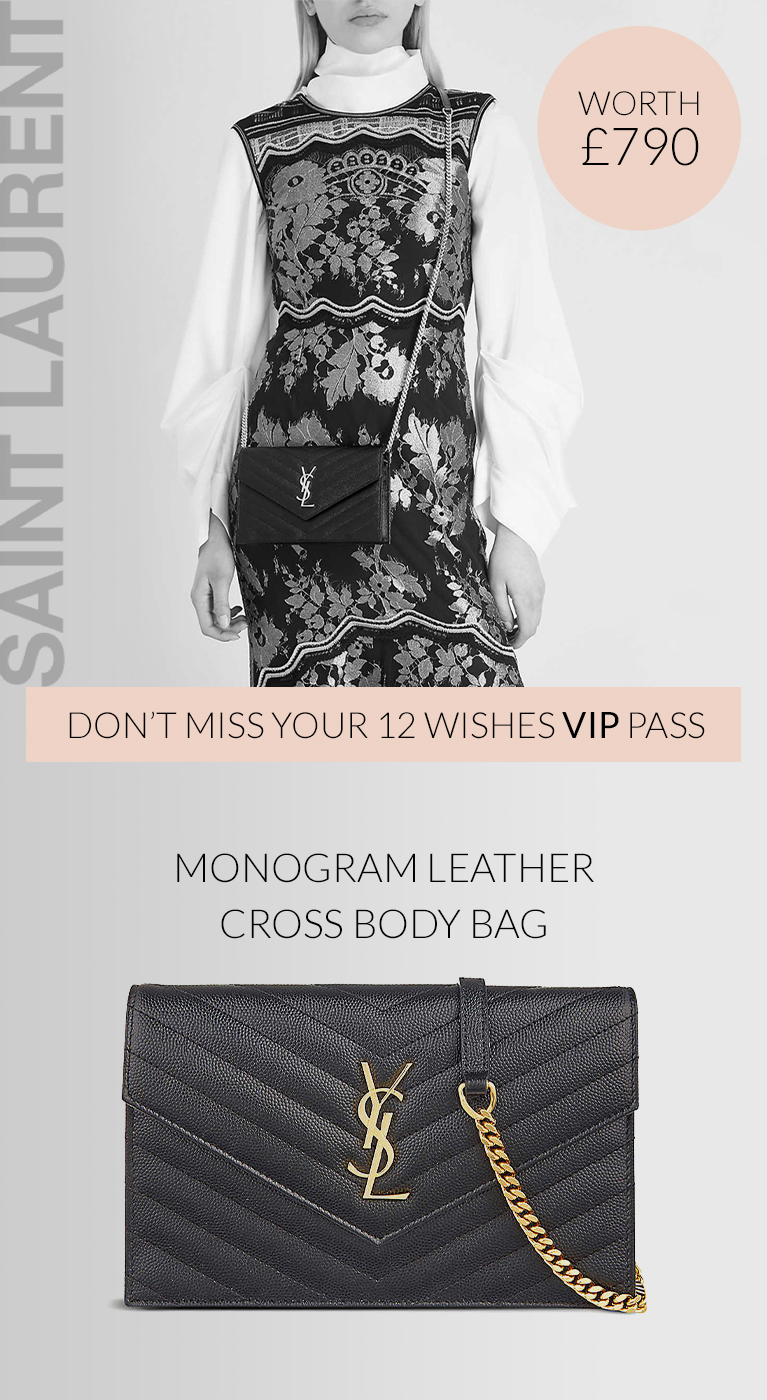 SAINT LAURENT
WORTH
£790
YSL
DON'T MISS YOUR 12 WISHES VIP PASS
MONOGRAM LEATHER
CROSS BODY BAG
YSL